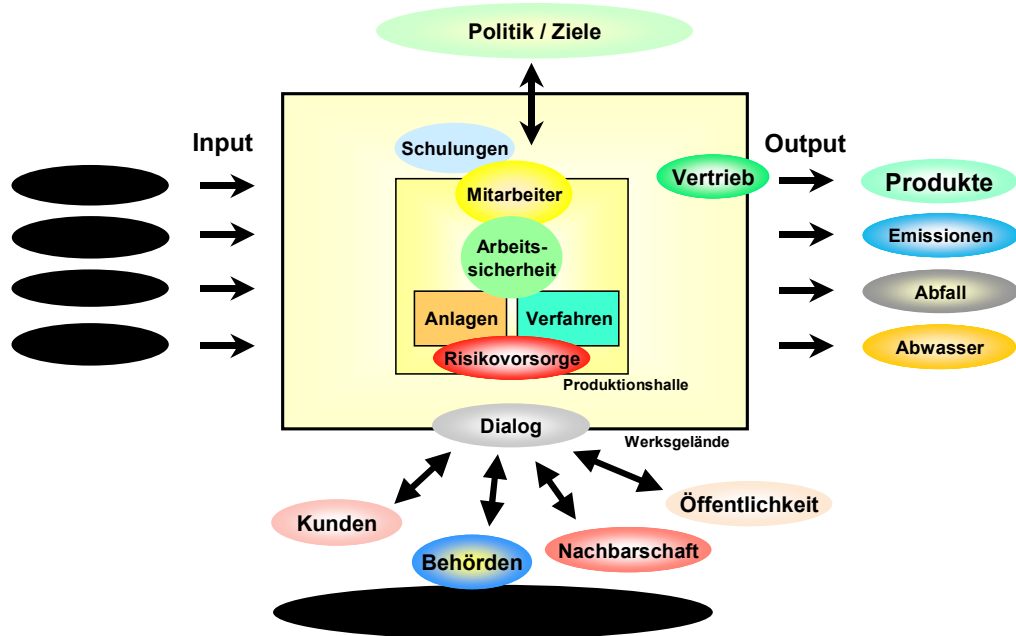 Politik / Ziele
Input
Output
Schulungen
Mitarbeiter
Vertrieb
Produkte
Arbeits-
sicherheit
Emissionen
Anlagen
Verfahren
Abfall
Risikovorsorge
Abwasser
Produktionshalle
Dialog
Werksgelände
Kunden
Öffentlichkeit
Behörden
Nachbarschaft